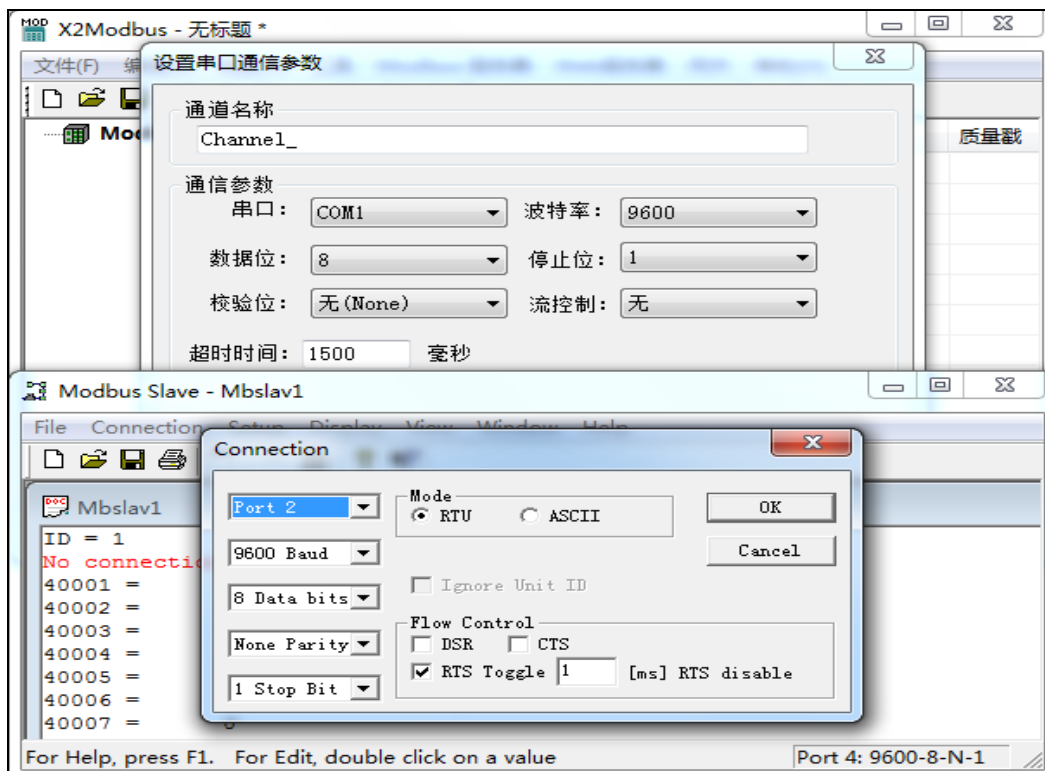 MOD
X2Modbus - 无标题 *
文件(F)
设置串口通信参数
通道名称
Channel_
质量戳
通信参数
串口: COM1 波特率: 9600
数据位: 8 停止位: 1
校验位: 无(None) 流控制: 无
超时时间: 1500 毫秒
Modbus Slave - Mbslav1
File Connection Setup Display View Window Help
Connection
Mbslav1
Port 2
Mode
RTU ASCII
OK
ID = 1
9600 Baud
Cancel
40001 =
Ignore Unit ID
40002 =
8 Data bits
40003 =
Flow Control
None Parity
DSR CTS
40004 =
40005 =
RTS Toggle 1 [ms] RTS disable
1 Stop Bit
40006 =
40007 =
For Help, press F1. For Edit, double click on a value
Port 4: 9600-8-N-1